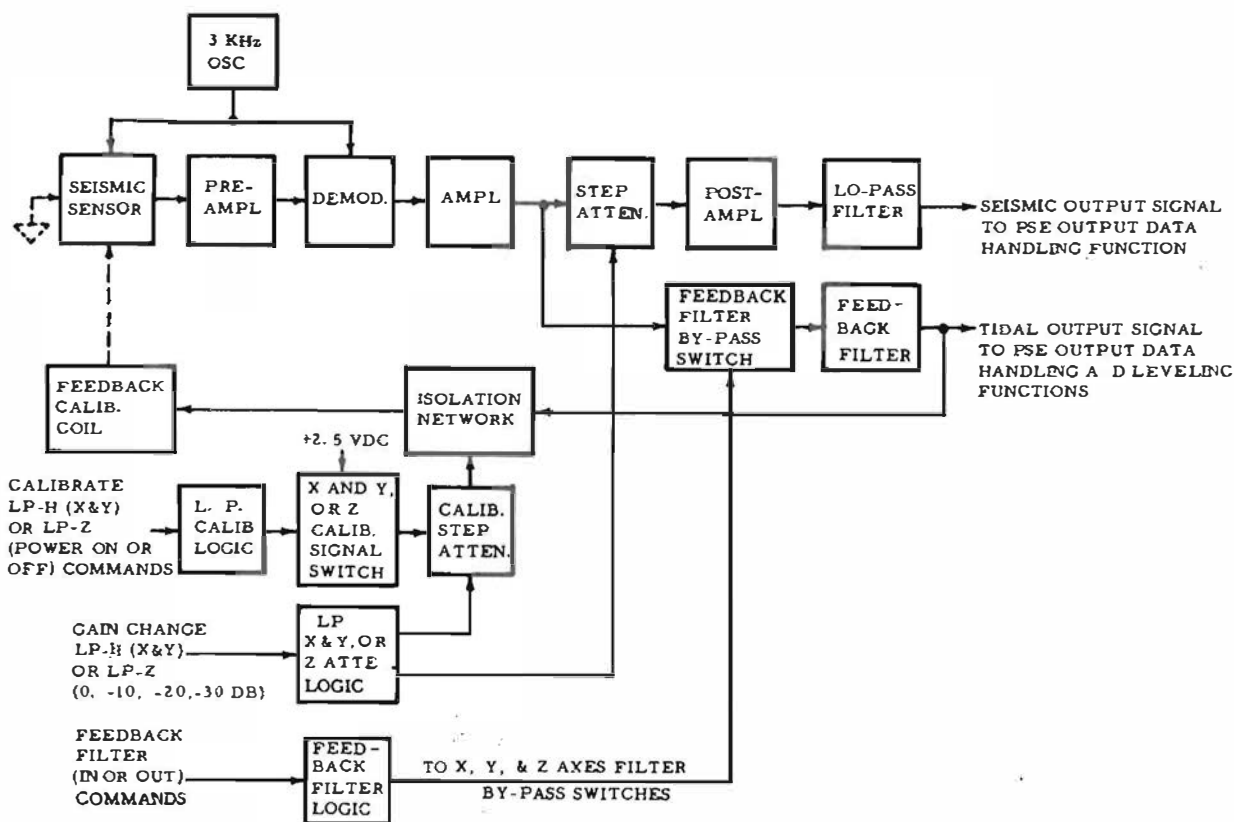 3 KHz
OSC
SEISMIC
SENSOR
PRE-
AMPL
DEMOD.
AMPL
STEP
ATTEN.
POST-
AMPL
LO-PASS
FILTER
SEISMIC OUTPUT SIGNAL
TO PSE OUTPUT DATA
HANDLING FUNCTION
FEEDBACK
FILTER
BY-PASS
SWITCH
FEED-
BACK
FILTER
TIDAL OUTPUT SIGNAL
TO PSE OUTPUT DATA
HANDLING A D LEVELING
FUNCTIONS
FEEDBACK
CALIB.
COIL
ISOLATION
NETWORK
+2.5 VDC
CALIBRATE
LP-H (X&Y)
OR LP-Z
(POWER ON OR
OFF) COMMANDS
L. P.
CALIB
LOGIC
X AND Y,
OR Z
CALIB.
SIGNAL
SWITCH
CALIB.
STEP
ATTEN.
GAIN CHANGE
LP-H (X&Y)
OR LP-Z
(0, -10, -20, -30 DB)
LP
X&Y, OR
Z ATTE
LOGIC
FEEDBACK
FILTER
(IN OR OUT)
COMMANDS
FEED-
BACK
FILTER
LOGIC
TO X, Y, & Z AXES FILTER
BY-PASS SWITCHES